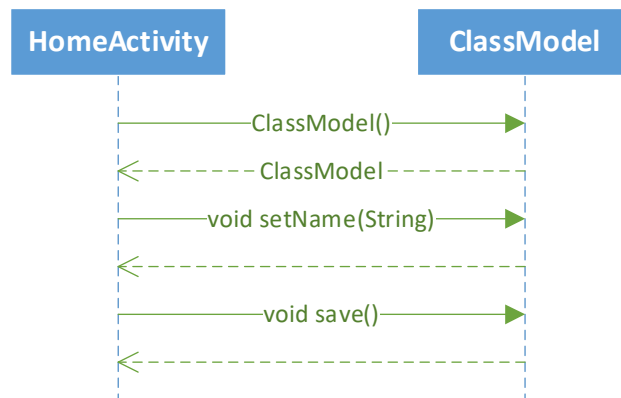 HomeActivity
ClassModel
ClassModel()
ClassModel
void setName(String)
void save()